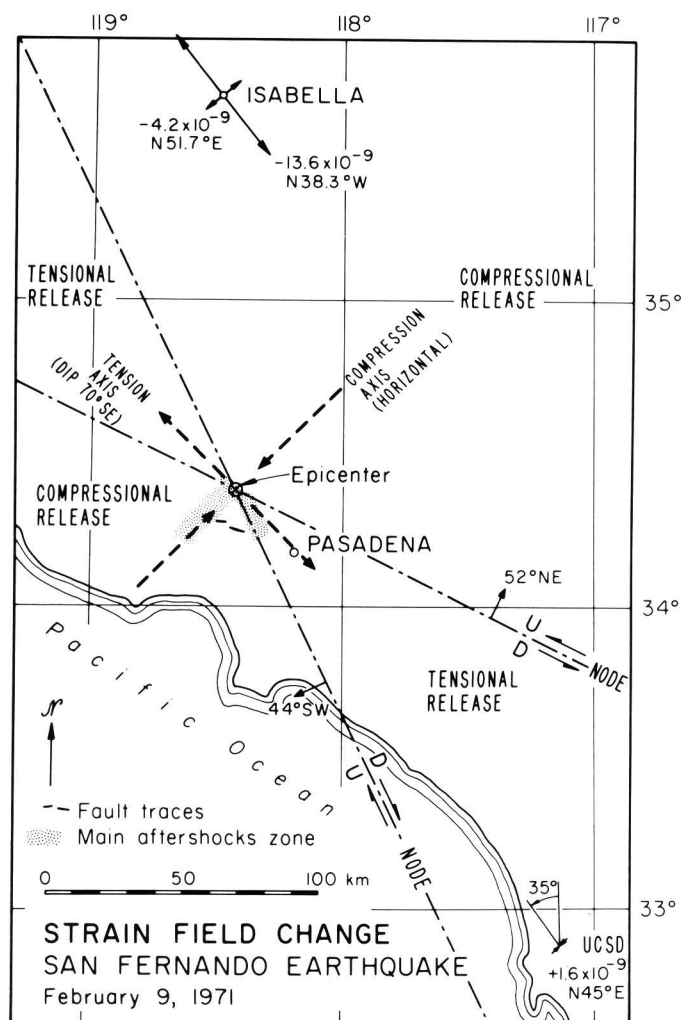 119°
118°
117°
ISABELLA
−4.2x10⁻⁹
N51.7°E
−13.6x10⁻⁹
N38.3°W
TENSIONAL
RELEASE
COMPRESSIONAL
RELEASE
35°
TENSION
AXIS
(DIP 70°SE)
COMPRESSION
AXIS
(HORIZONTAL)
Epicenter
COMPRESSIONAL
RELEASE
PASADENA
52°NE
34°
U
D
NODE
TENSIONAL
RELEASE
44°SW
Pacific Ocean
N
D
U
NODE
Fault traces
Main aftershocks zone
0 50 100 km
35°
33°
UCSD
+1.6x10⁻⁹
N45°E
STRAIN FIELD CHANGE
SAN FERNANDO EARTHQUAKE
February 9, 1971